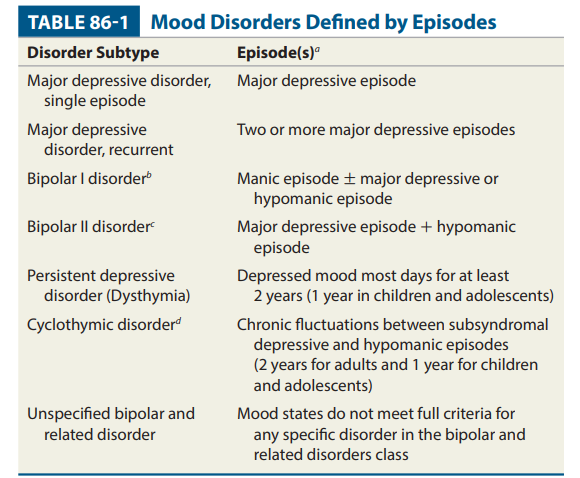 TABLE 86-1 Mood Disorders Defined by Episodes
Disorder Subtype Episode(s)a
Major depressive disorder, Major depressive episode
single episode
Major depressive Two or more major depressive episodes
disorder, recurrent
Bipolar I disorderb Manic episode ± major depressive or
hypomanic episode
Bipolar II disorderc Major depressive episode + hypomanic
episode
Persistent depressive Depressed mood most days for at least
disorder (Dysthymia) 2 years (1 year in children and adolescents)
Cyclothymic disorderd Chronic fluctuations between subsyndromal
depressive and hypomanic episodes
(2 years for adults and 1 year for children
and adolescents)
Unspecified bipolar and Mood states do not meet full criteria for
related disorder any specific disorder in the bipolar and
related disorders class